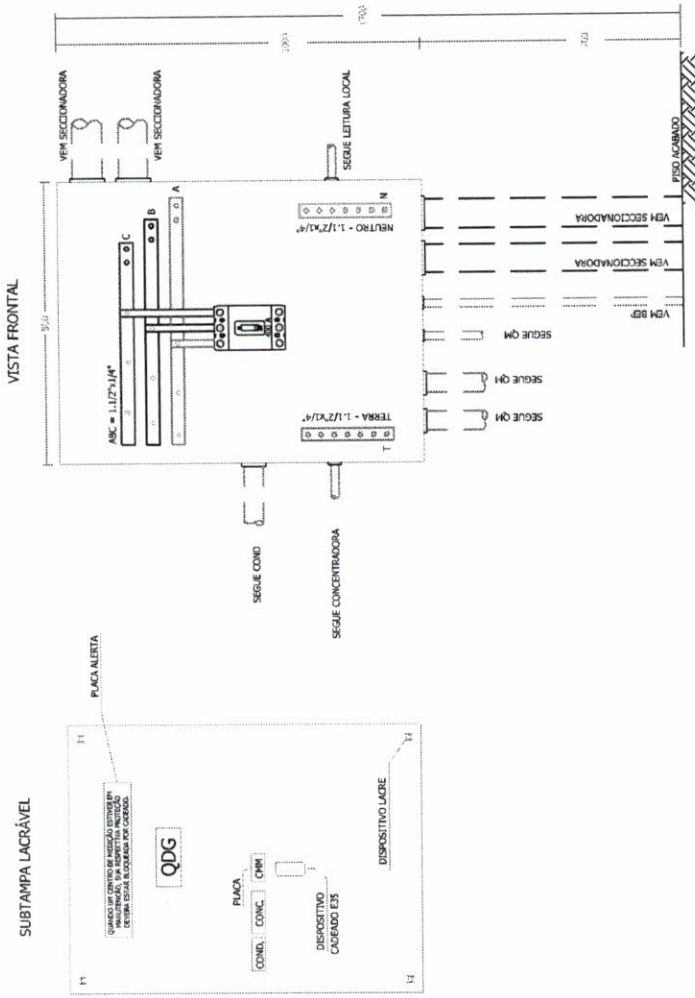 SUBTAMPA LACRÁVEL
PLACA ALERTA
QUANDO UM CENTRO DE MEDIÇÃO ESTIVER EM
MANUTENÇÃO, SUA RESPECTIVA PROTEÇÃO
DEVERA ESTAR BLOQUEADA POR CADEADO.
QDG
PLACA
COND.
CONC.
CMM
DISPOSITIVO
CADEADO E35
DISPOSITIVO LACRE
VISTA FRONTAL
ABC = 1.1/2"x1/4"
C
B
A
VEM SECCIONADORA
VEM SECCIONADORA
SEGUE COND
SEGUE CONCENTRADORA
SEGUE LEITURA LOCAL
TERRA - 1.1/2"x1/4"
T
NEUTRO - 1.1/2"x1/4"
N
SEGUE QM
SEGUE QM
SEGUE QM
VEM BEP
VEM SECCIONADORA
VEM SECCIONADORA
PISO ACABADO
1700
700